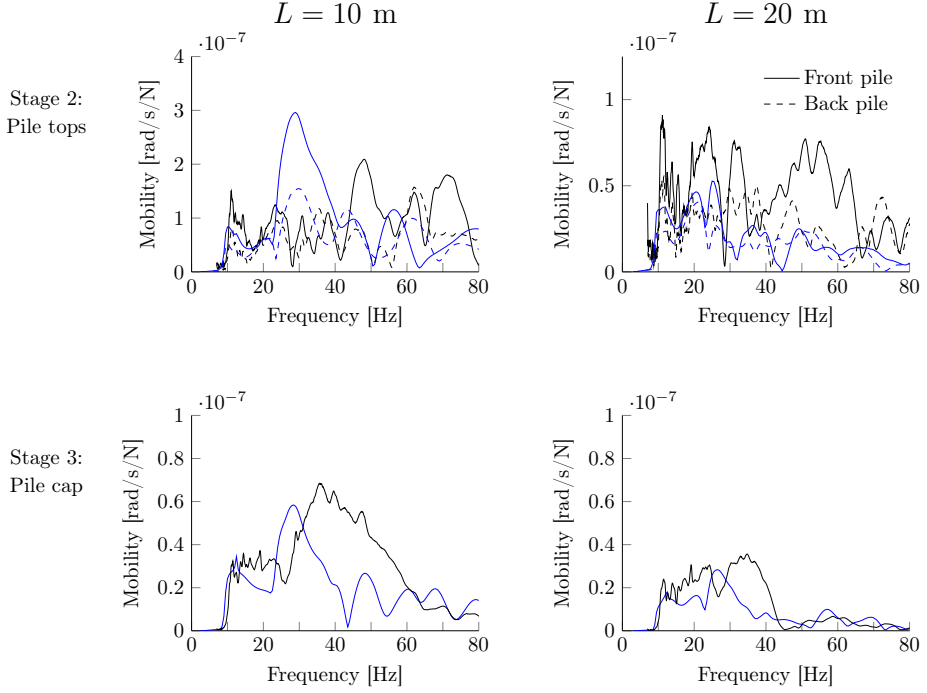 L = 10 m
L = 20 m
Stage 2:
Pile tops
·10⁻⁷
Mobility [rad/s/N]
4
3
2
1
0
0 20 40 60 80
Frequency [Hz]
·10⁻⁷
Mobility [rad/s/N]
1
0.5
0
0 20 40 60 80
Frequency [Hz]
Front pile
Back pile
Stage 3:
Pile cap
·10⁻⁷
Mobility [rad/s/N]
1
0.8
0.6
0.4
0.2
0
0 20 40 60 80
Frequency [Hz]
·10⁻⁷
Mobility [rad/s/N]
1
0.8
0.6
0.4
0.2
0
0 20 40 60 80
Frequency [Hz]